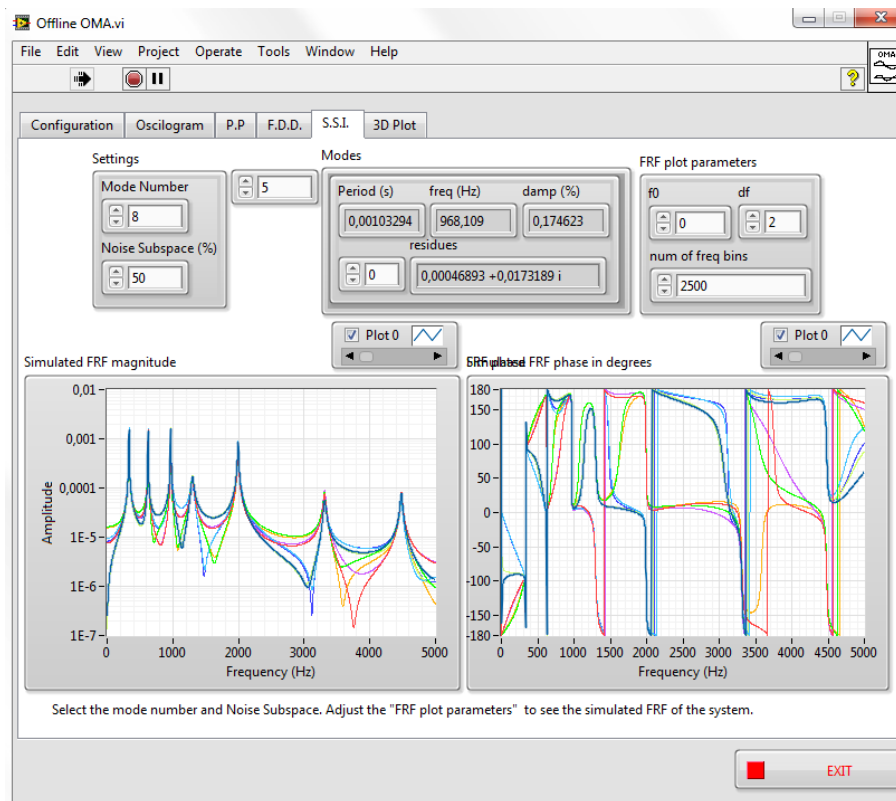 Offline OMA.vi
File Edit View Project Operate Tools Window Help
OMA
Configuration Oscilogram P.P F.D.D. S.S.I. 3D Plot
Settings
Mode Number
8
Noise Subspace (%)
50
5
Modes
Period (s) freq (Hz) damp (%)
0,00103294 968,109 0,174623
residues
0 0,00046893 +0,0173189 i
FRF plot parameters
f0 df
0 2
num of freq bins
2500
Plot 0
Simulated FRF magnitude
0,01
0,001
0,0001
1E-5
1E-6
1E-7
Amplitude
0 1000 2000 3000 4000 5000
Frequency (Hz)
Plot 0
FRF phase in degrees
180
150
100
50
0
-50
-100
-150
-180
0 500 1000 1500 2000 2500 3000 3500 4000 4500 5000
Frequency (Hz)
Select the mode number and Noise Subspace. Adjust the "FRF plot parameters" to see the simulated FRF of the system.
EXIT